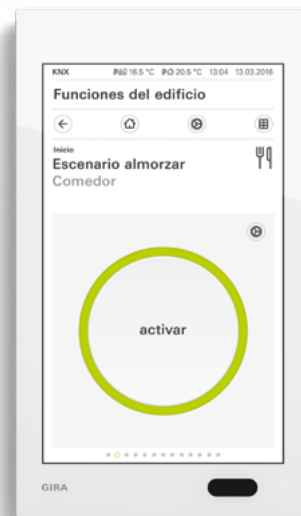 KNX 16.5 °C 20.5 °C 13:04 13.03.2016
Funciones del edificio
Inicio
Escenario almorzar
Comedor
activar
GIRA